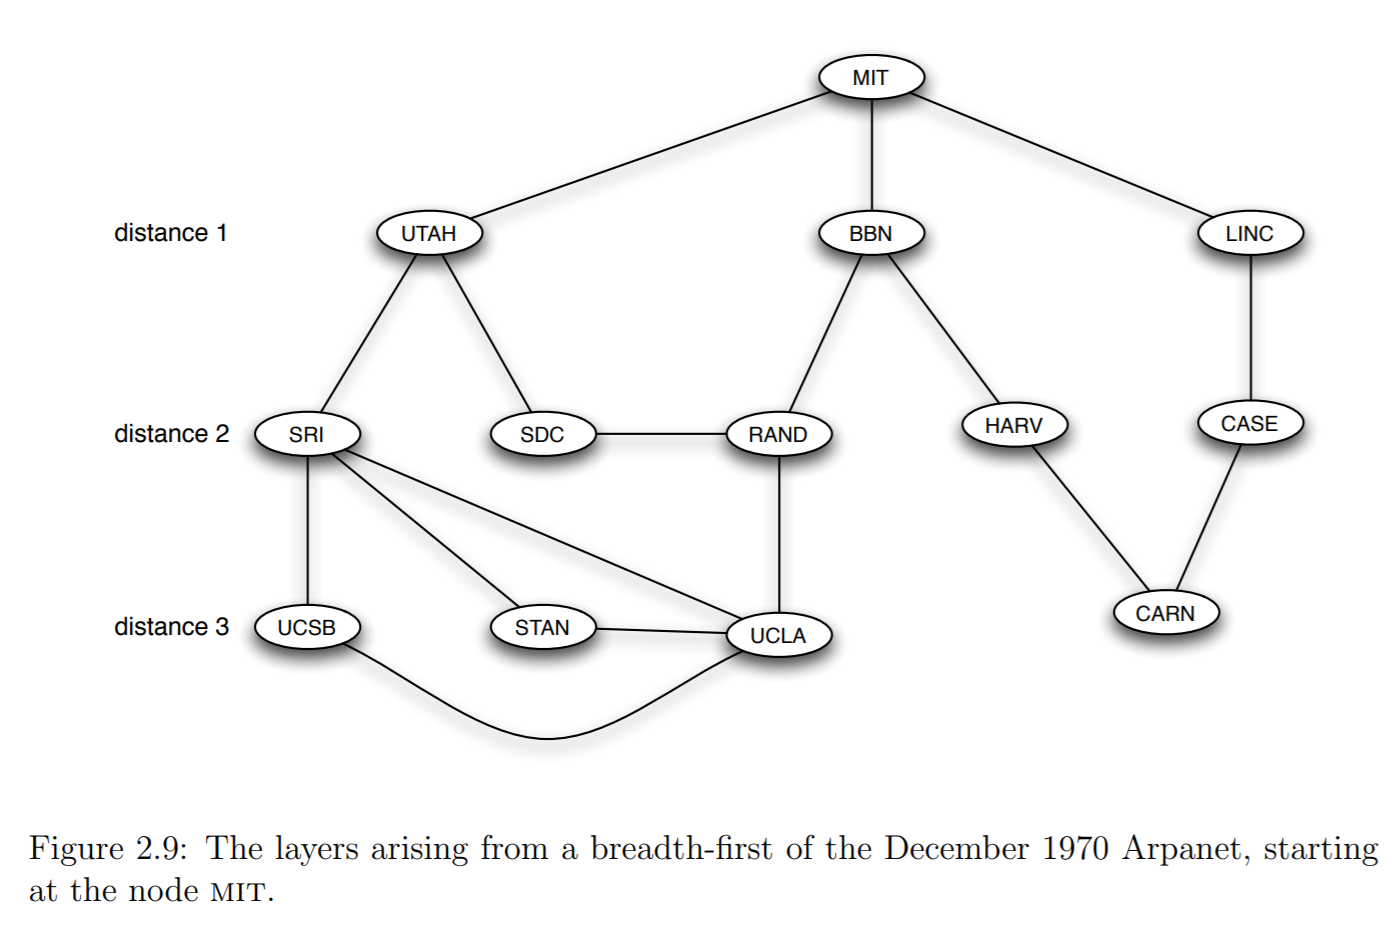 MIT
distance 1 UTAH BBN LINC
distance 2 SRI SDC RAND HARV CASE
distance 3 UCSB STAN UCLA CARN
Figure 2.9: The layers arising from a breadth-first of the December 1970 Arpanet, starting
at the node MIT.